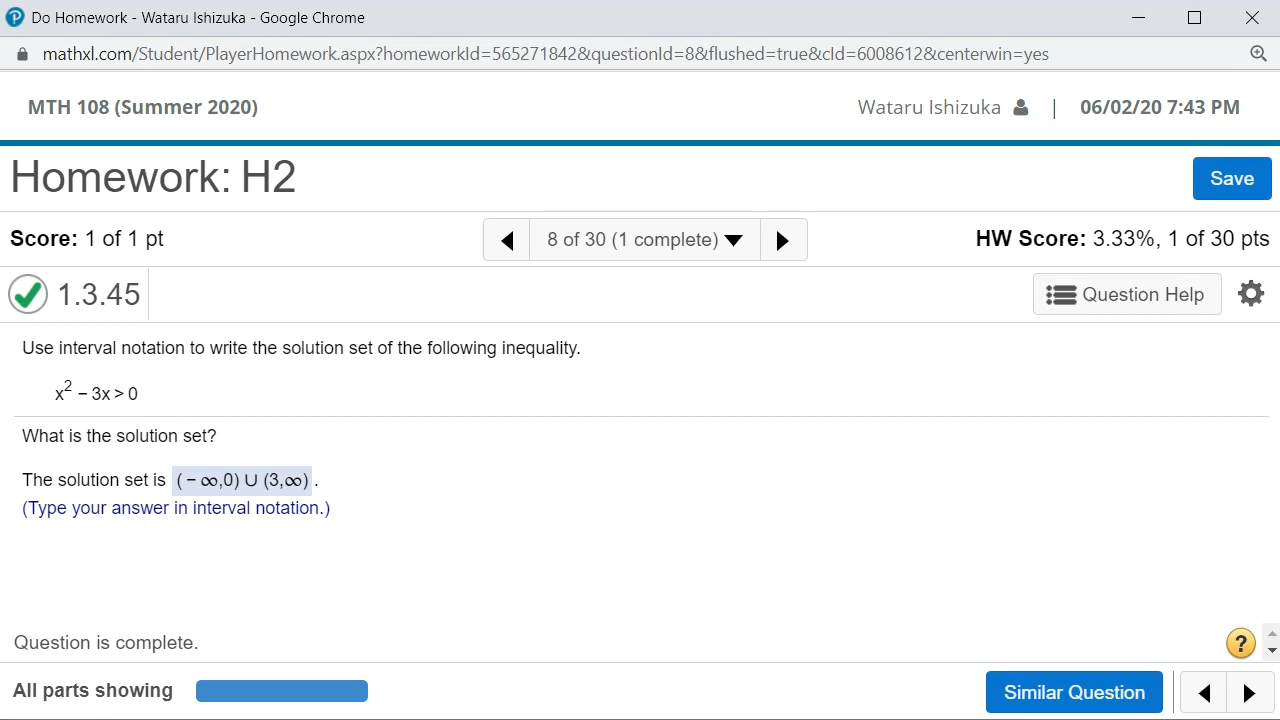 Do Homework - Wataru Ishizuka - Google Chrome
mathxl.com/Student/PlayerHomework.aspx?homeworkId=565271842&questionId=8&flushed=true&cId=6008612&centerwin=yes
MTH 108 (Summer 2020)
Wataru Ishizuka | 06/02/20 7:43 PM
Homework: H2
Save
Score: 1 of 1 pt
8 of 30 (1 complete)
HW Score: 3.33%, 1 of 30 pts
1.3.45
Question Help
Use interval notation to write the solution set of the following inequality.
x² − 3x > 0
What is the solution set?
The solution set is (− ∞,0) ∪ (3,∞) .
(Type your answer in interval notation.)
Question is complete.
?
All parts showing
Similar Question